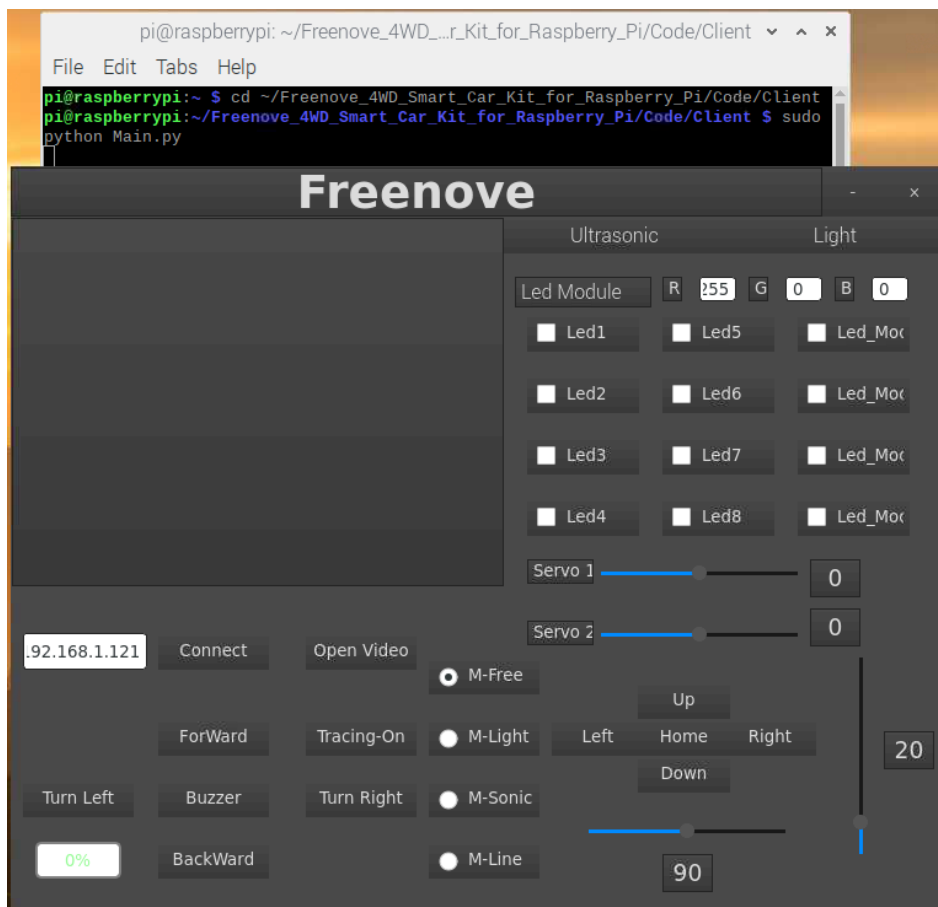 pi@raspberrypi: ~/Freenove_4WD_...r_Kit_for_Raspberry_Pi/Code/Client
File Edit Tabs Help
pi@raspberrypi:~ $ cd ~/Freenove_4WD_Smart_Car_Kit_for_Raspberry_Pi/Code/Client
pi@raspberrypi:~/Freenove_4WD_Smart_Car_Kit_for_Raspberry_Pi/Code/Client $ sudo
python Main.py
Freenove - ×
Ultrasonic Light
Led Module R 255 G 0 B 0
Led1 Led5 Led_Mod
Led2 Led6 Led_Mod
Led3 Led7 Led_Mod
Led4 Led8 Led_Mod
Servo 1 0
Servo 2 0
.92.168.1.121 Connect Open Video
M-Free
Up
ForWard Tracing-On M-Light Left Home Right
20
Down
Turn Left Buzzer Turn Right M-Sonic
0% BackWard M-Line
90